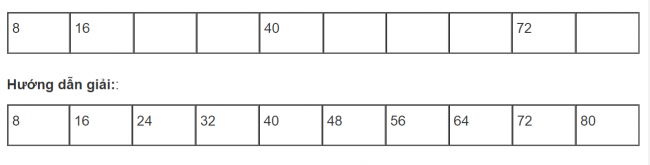 8 16 40 72
Hướng dẫn giải::
8 16 24 32 40 48 56 64 72 80